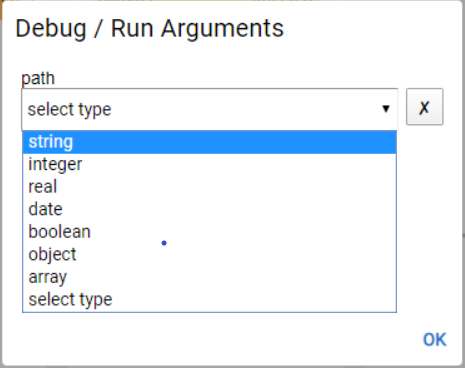 Debug / Run Arguments
path
select type ▼ ✗
string
integer
real
date
boolean
object
array
select type
OK